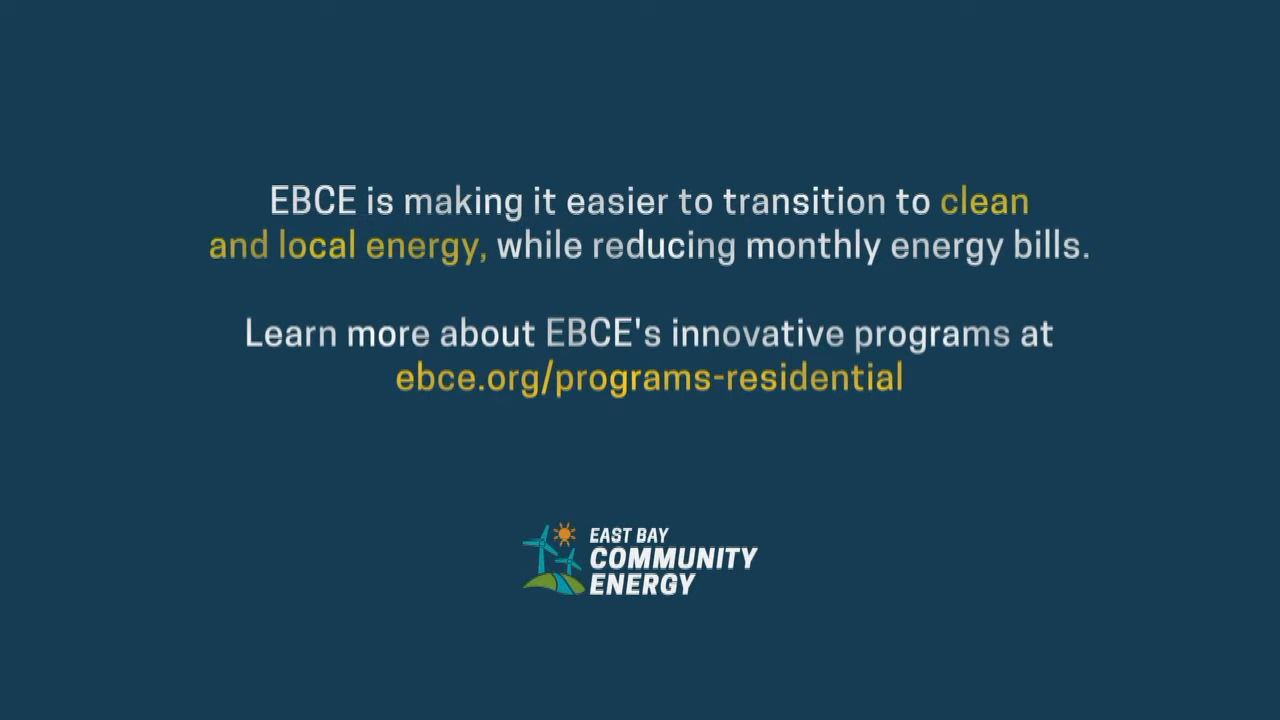 EBCE is making it easier to transition to clean
and local energy, while reducing monthly energy bills.
Learn more about EBCE's innovative programs at
ebce.org/programs-residential
EAST BAY
COMMUNITY
ENERGY